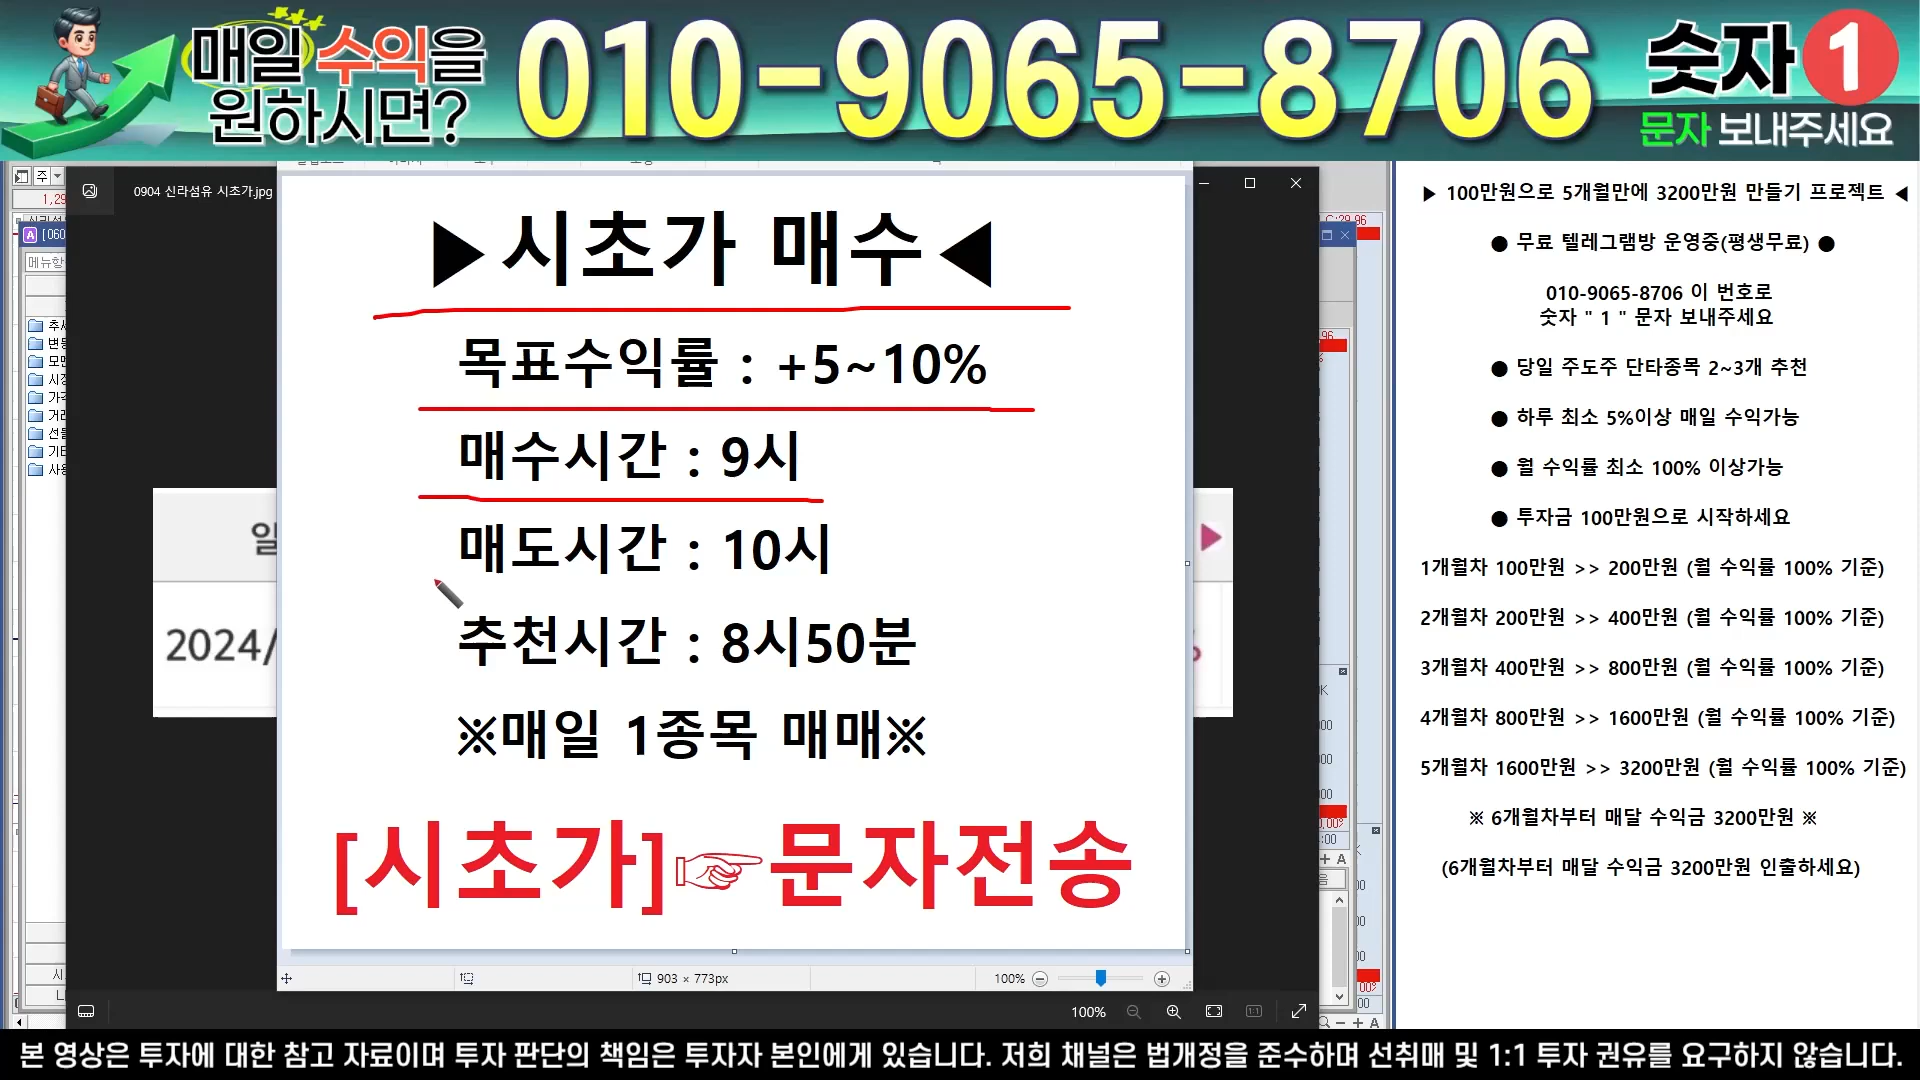 매일 수익을
원하시면?
010-9065-8706
숫자 1
문자 보내주세요
0904 신라섬유 시초가.jpg
▶시초가 매수◀
목표수익률 : +5~10%
매수시간 : 9시
매도시간 : 10시
추천시간 : 8시50분
※매일 1종목 매매※
[시초가]☞문자전송
2024/
903 × 773px
100%
100%
▶ 100만원으로 5개월만에 3200만원 만들기 프로젝트 ◀
● 무료 텔레그램방 운영중(평생무료) ●
010-9065-8706 이 번호로
숫자 " 1 " 문자 보내주세요
● 당일 주도주 단타종목 2~3개 추천
● 하루 최소 5%이상 매일 수익가능
● 월 수익률 최소 100% 이상가능
● 투자금 100만원으로 시작하세요
1개월차 100만원 >> 200만원 (월 수익률 100% 기준)
2개월차 200만원 >> 400만원 (월 수익률 100% 기준)
3개월차 400만원 >> 800만원 (월 수익률 100% 기준)
4개월차 800만원 >> 1600만원 (월 수익률 100% 기준)
5개월차 1600만원 >> 3200만원 (월 수익률 100% 기준)
※ 6개월차부터 매달 수익금 3200만원 ※
(6개월차부터 매달 수익금 3200만원 인출하세요)
본 영상은 투자에 대한 참고 자료이며 투자 판단의 책임은 투자자 본인에게 있습니다. 저희 채널은 법개정을 준수하며 선취매 및 1:1 투자 권유를 요구하지 않습니다.